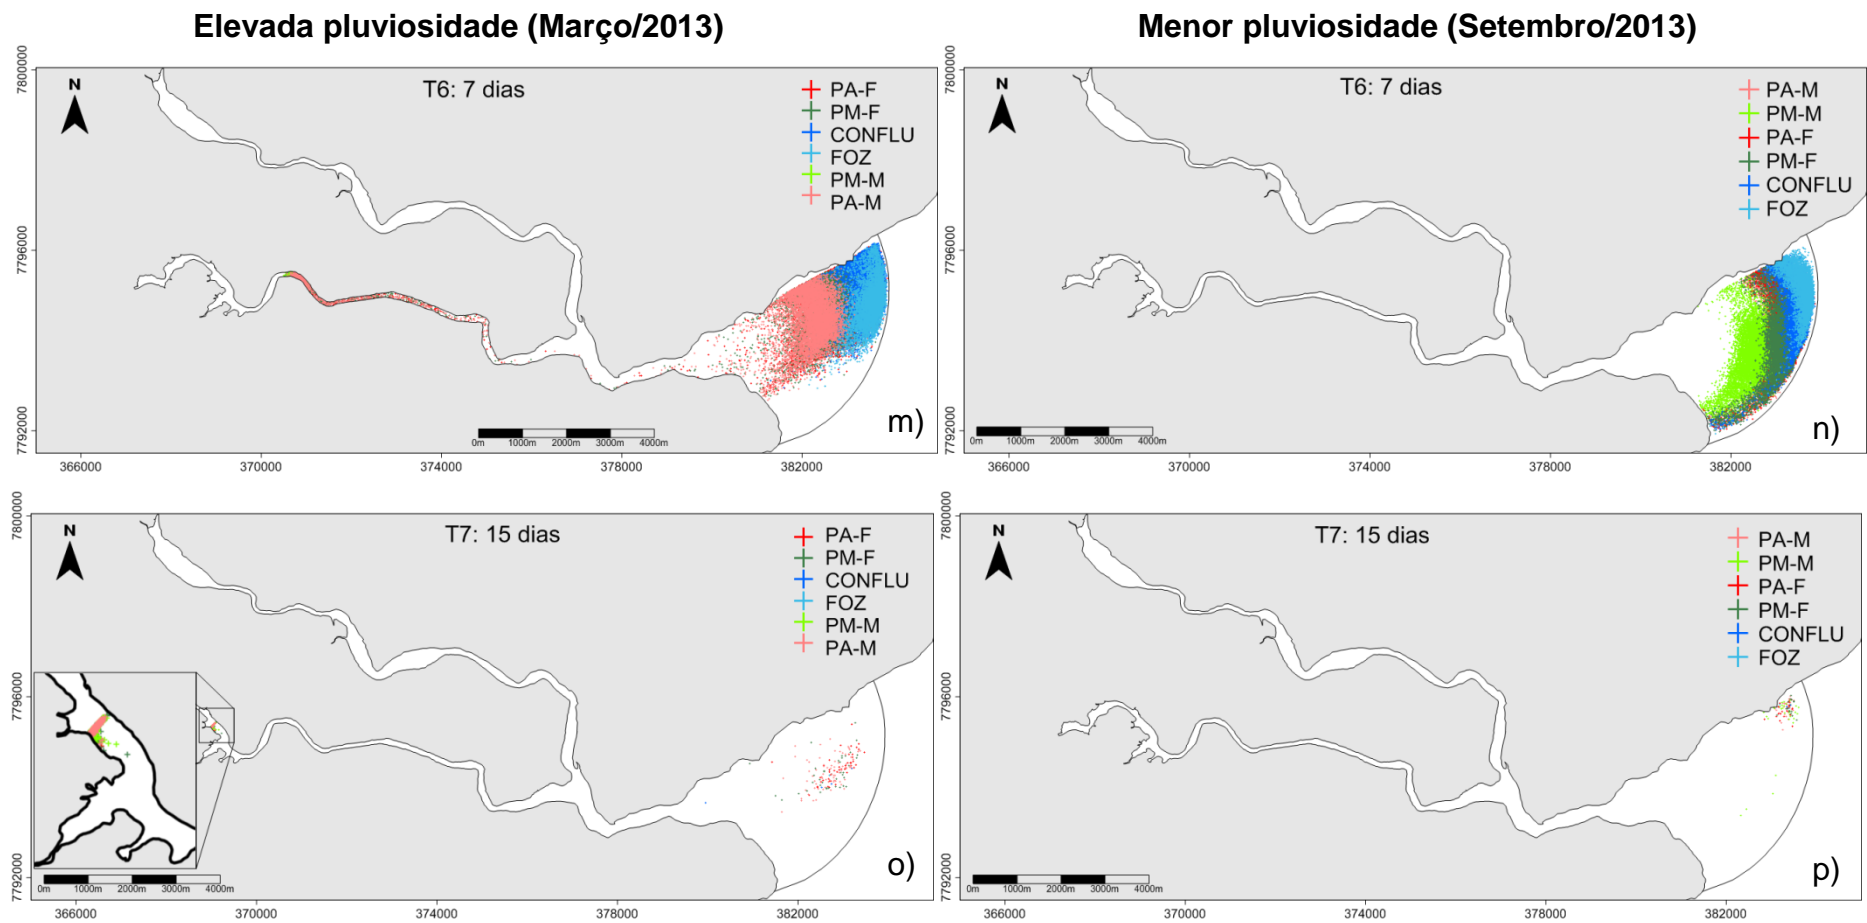 Elevada pluviosidade (Março/2013)
Menor pluviosidade (Setembro/2013)
7800000
7796000
7792000
N
T6: 7 dias
PA-F
PM-F
CONFLU
FOZ
PM-M
PA-M
0m 1000m 2000m 3000m 4000m
m)
366000 370000 374000 378000 382000
7800000
7796000
7792000
N
T6: 7 dias
PA-M
PM-M
PA-F
PM-F
CONFLU
FOZ
0m 1000m 2000m 3000m 4000m
n)
366000 370000 374000 378000 382000
7800000
7796000
7792000
N
T7: 15 dias
PA-F
PM-F
CONFLU
FOZ
PM-M
PA-M
0m 1000m 2000m 3000m 4000m
o)
366000 370000 374000 378000 382000
7800000
7796000
7792000
N
T7: 15 dias
PA-M
PM-M
PA-F
PM-F
CONFLU
FOZ
0m 1000m 2000m 3000m 4000m
p)
366000 370000 374000 378000 382000